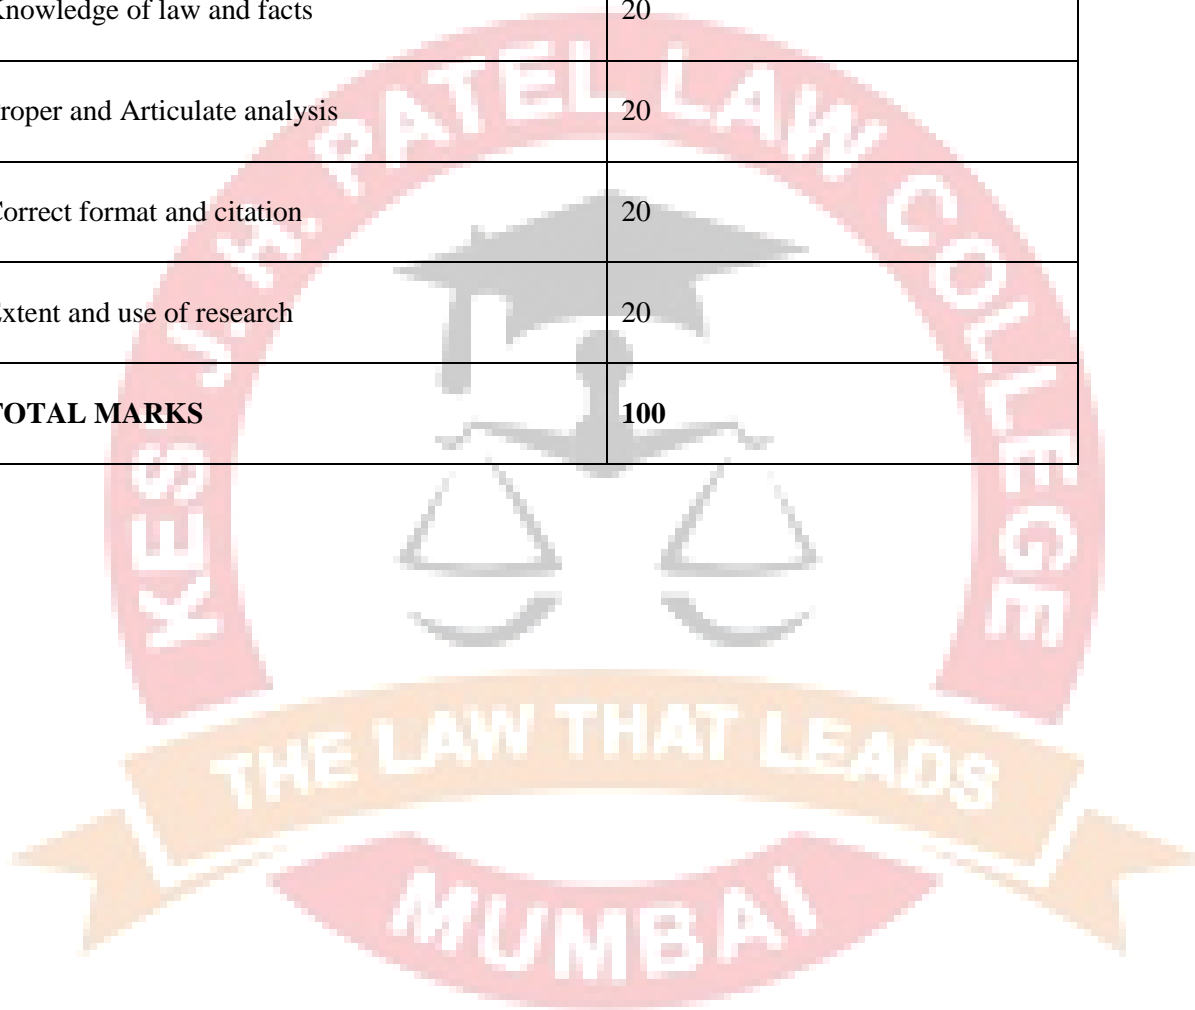 Knowledge of law and facts 20
roper and Articulate analysis 20
Correct format and citation 20
Extent and use of research 20
TOTAL MARKS 100
KES' J. H. PATEL LAW COLLEGE
THE LAW THAT LEADS
MUMBAI